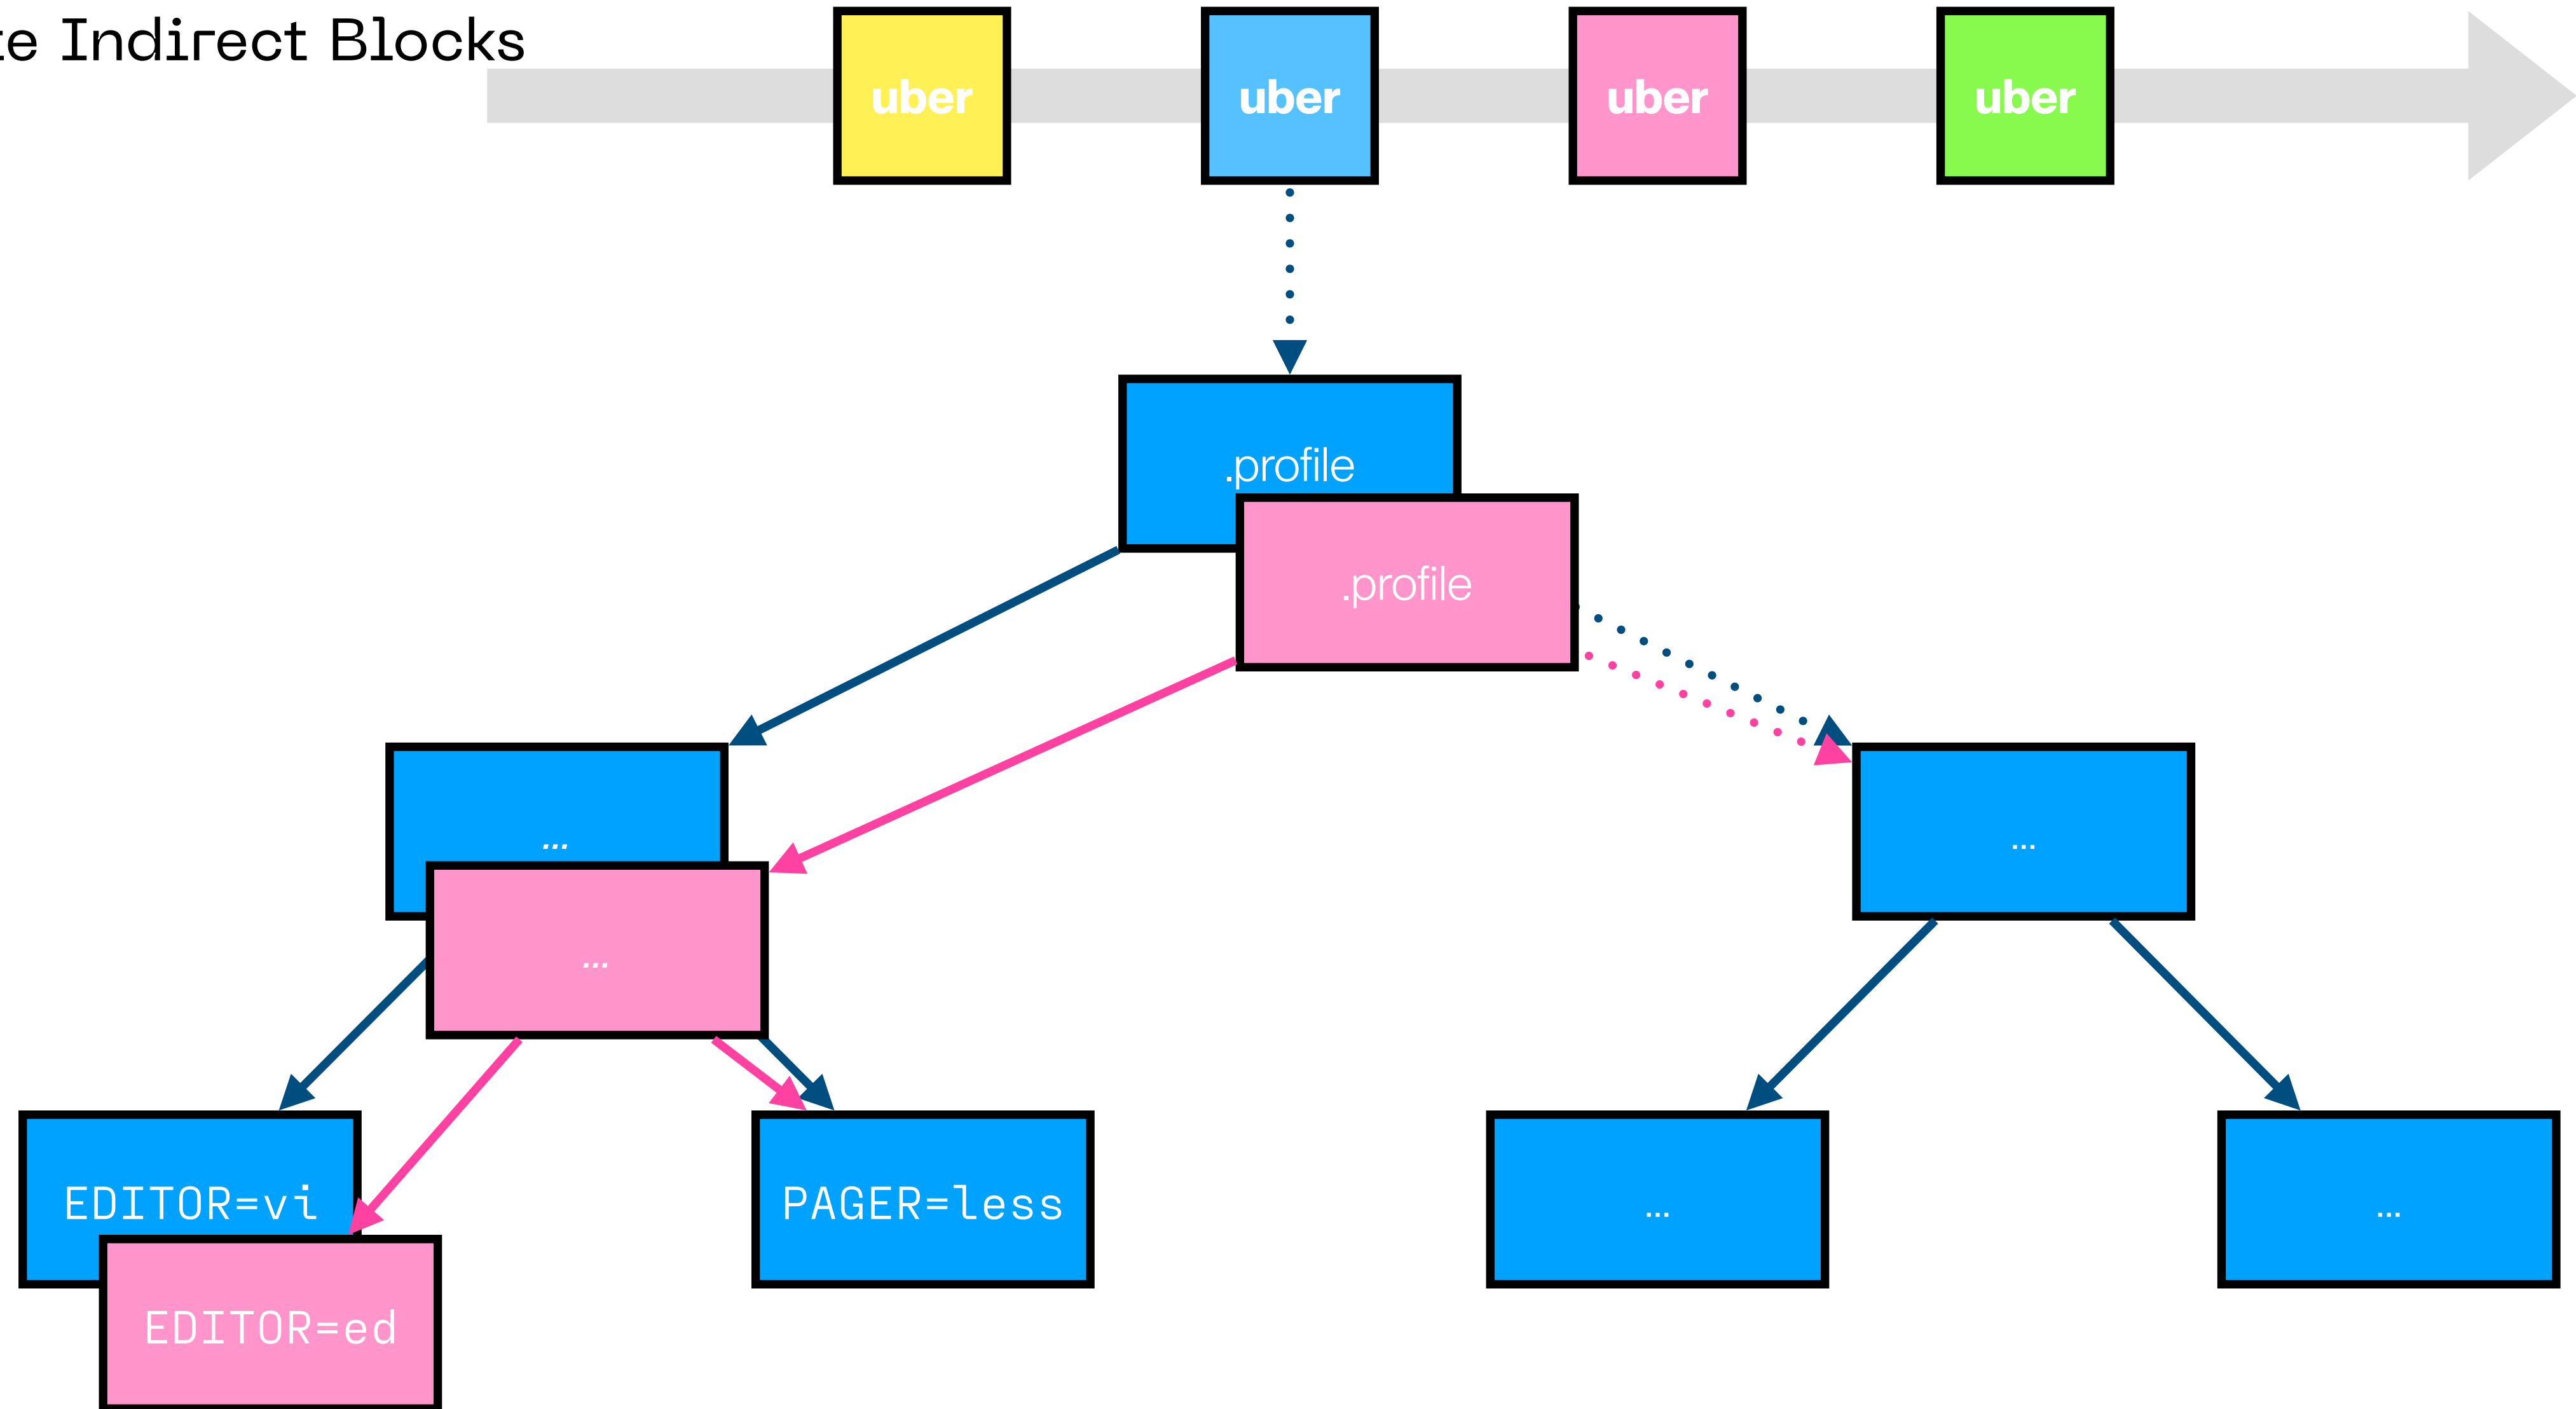 Indirect Blocks
uber
uber
uber
uber
.profile
.profile
...
...
...
EDITOR=vi
PAGER=less
...
...
EDITOR=ed